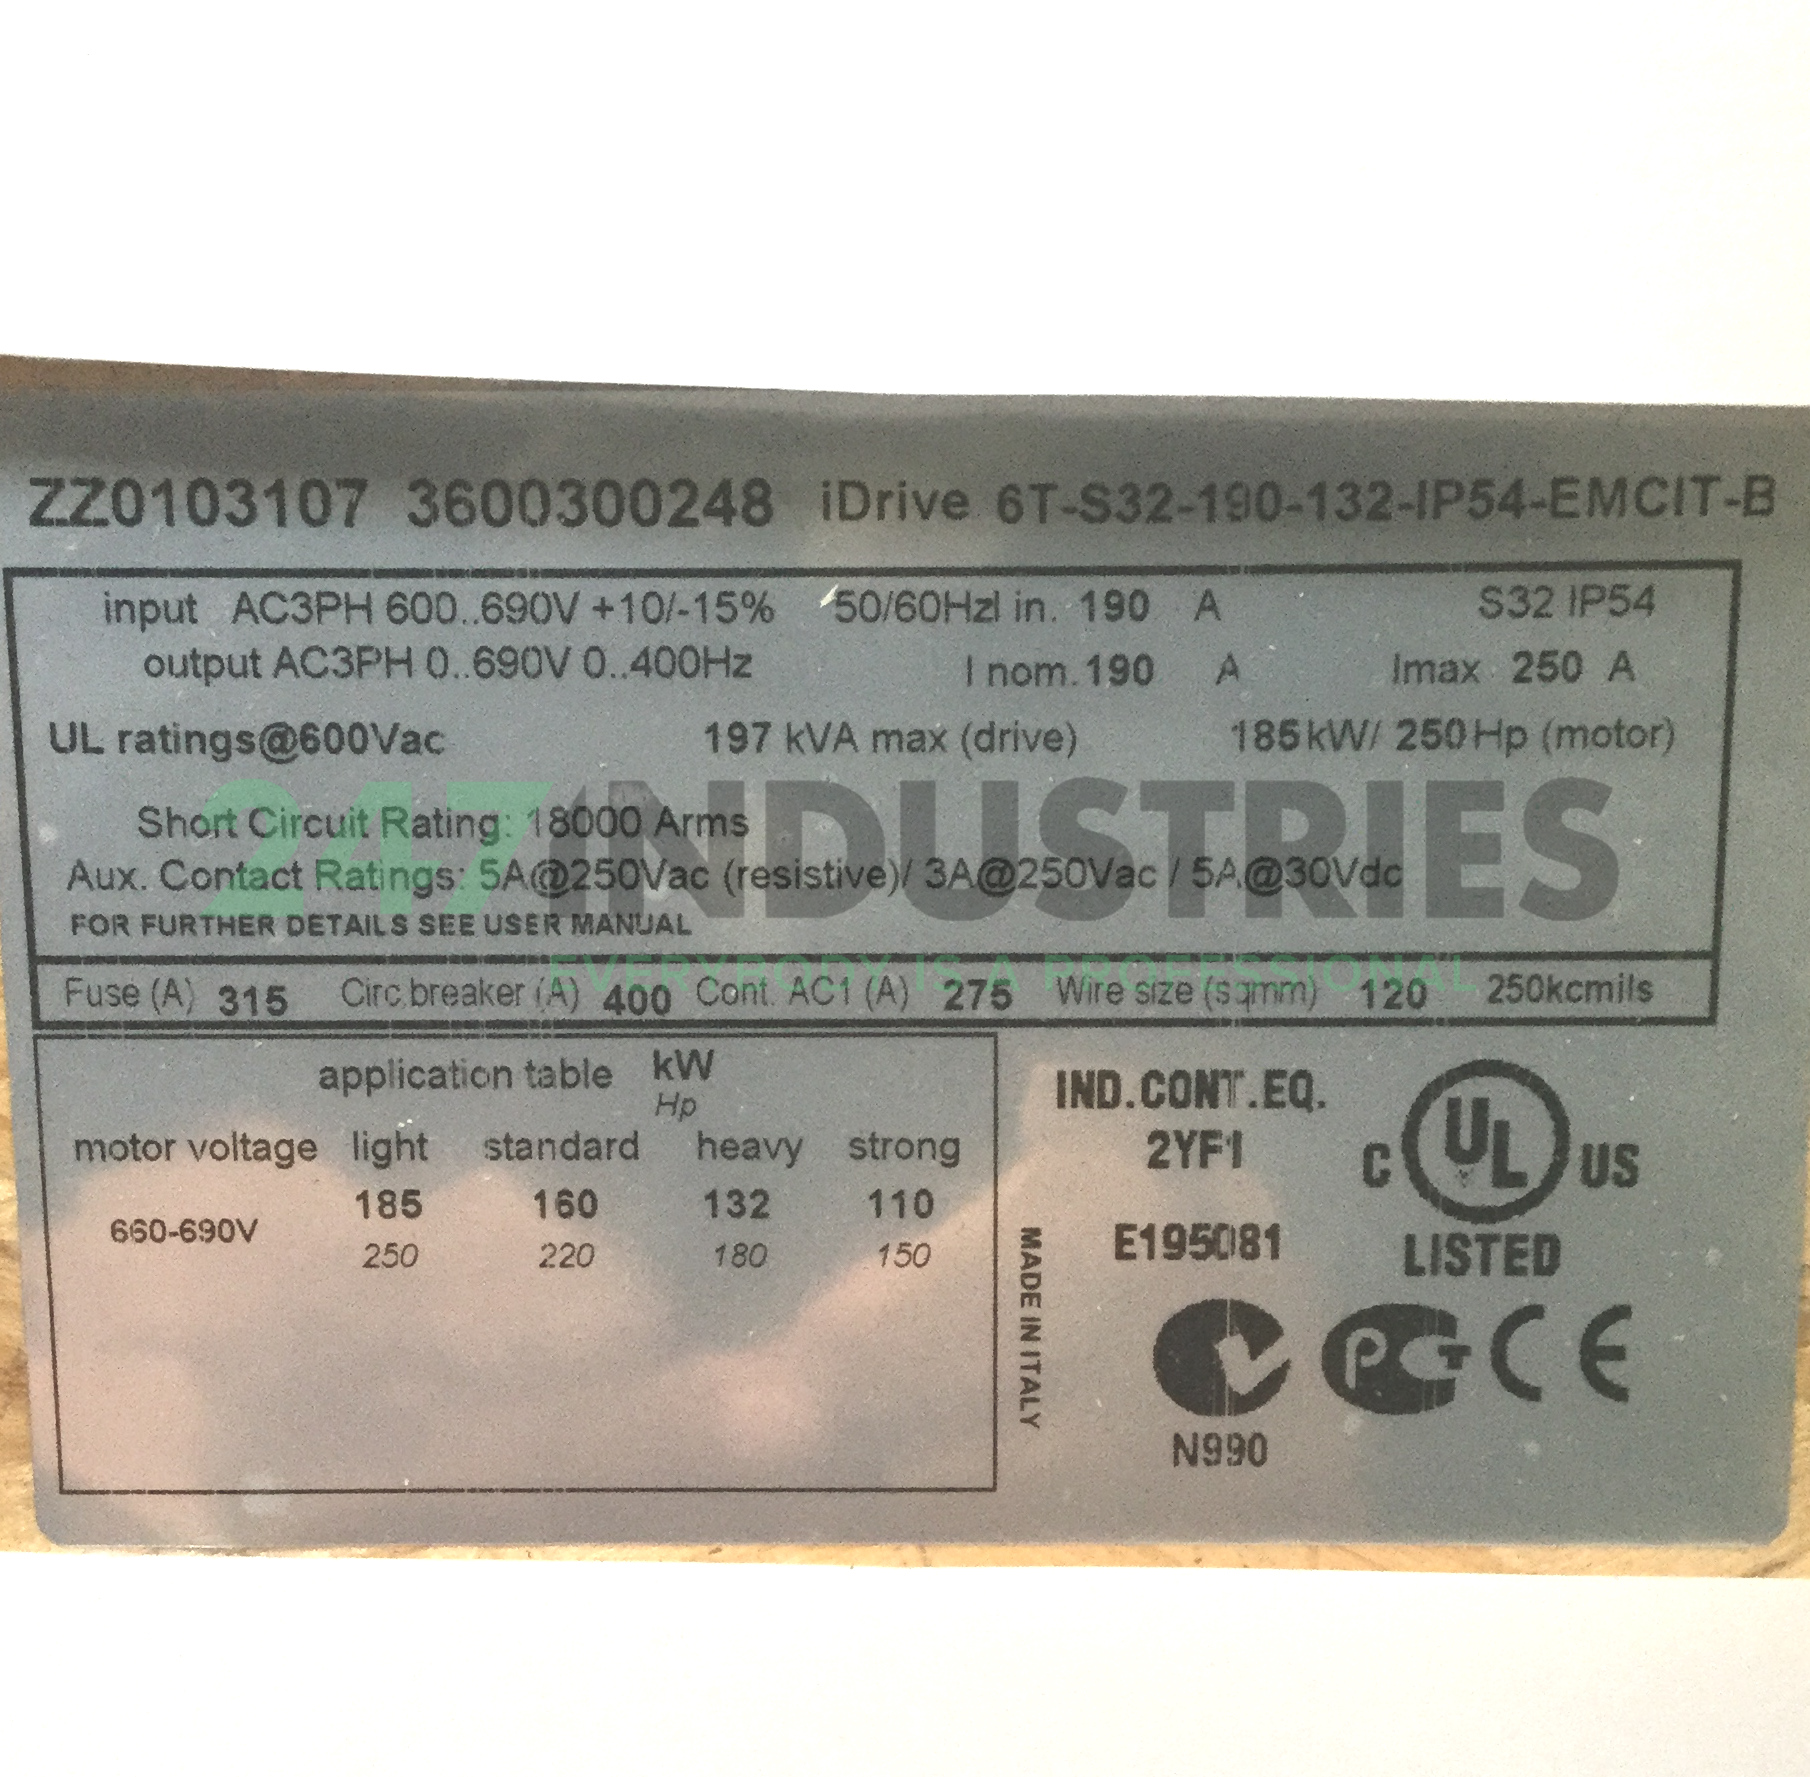 ZZ0103107 3600300248 iDrive 6T-S32-190-132-IP54-EMCIT-B
input AC3PH 600..690V +10/-15% 50/60HzI in. 190 A S32 IP54
output AC3PH 0..690V 0..400Hz I nom. 190 A Imax 250 A
UL ratings@600Vac 197 kVA max (drive) 185kW/ 250Hp (motor)
247INDUSTRIES
Short Circuit Rating: 18000 Arms
Aux. Contact Ratings: 5A@250Vac (resistive)/ 3A@250Vac / 5A@30Vdc
FOR FURTHER DETAILS SEE USER MANUAL
EVERYBODY IS A PROFESSIONAL
Fuse (A) 315 Circ.breaker (A) 400 Cont. AC1 (A) 275 Wire size (sqmm) 120 250kcmils
application table kW
Hp
motor voltage light standard heavy strong
660-690V 185 160 132 110
250 220 180 150
MADE IN ITALY
IND.CONT.EQ.
2YF1
E195081
C UL US
LISTED
PCT CE
N990